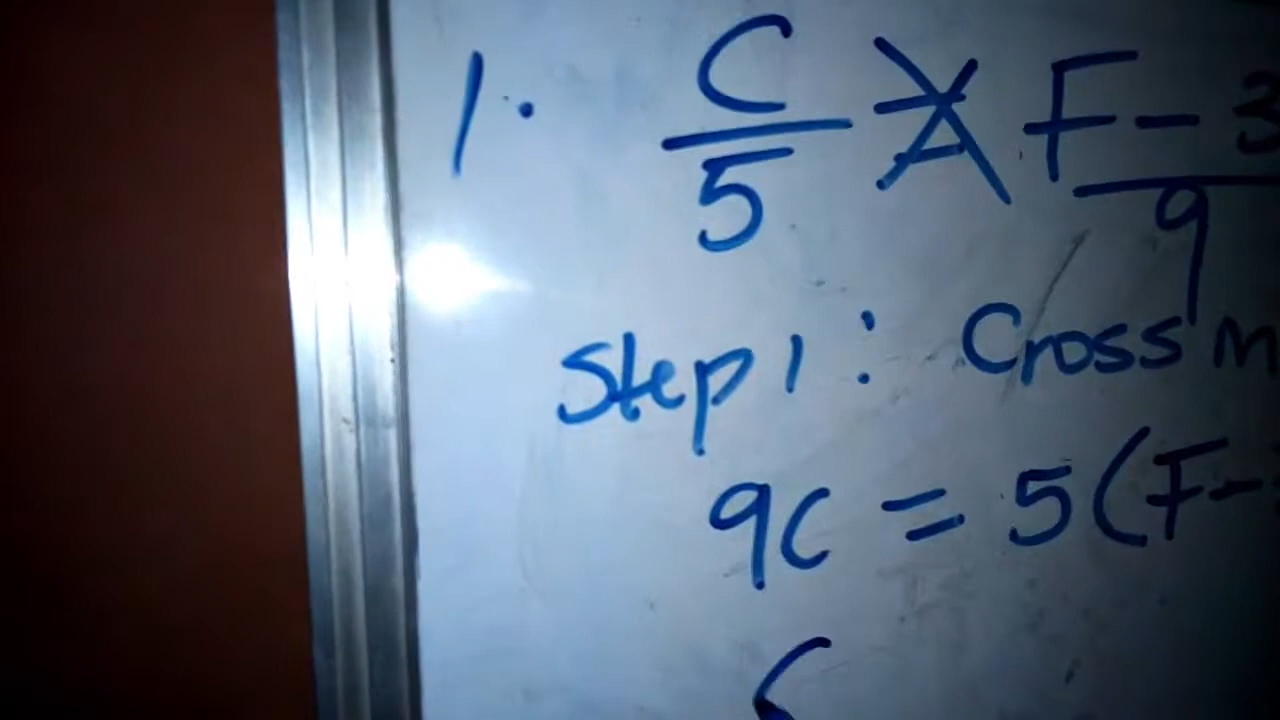 1. C/5 = F - 3/9
Step 1 : Cross m
9C = 5(F-